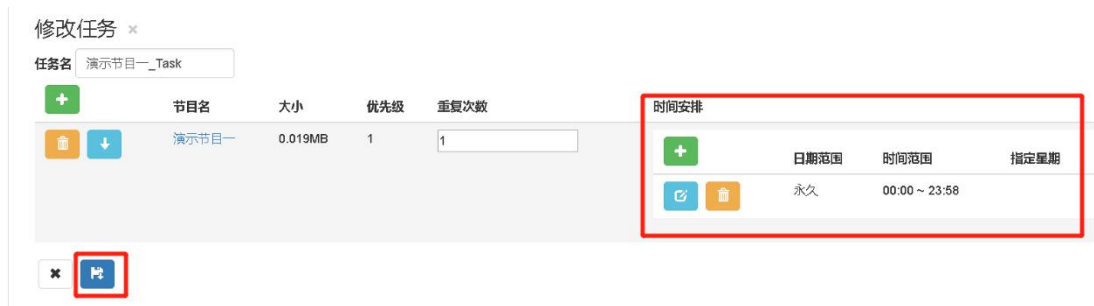 修改任务 ×
任务名 演示节目一_Task
节目名 大小 优先级 重复次数 时间安排
演示节目一 0.019MB 1 1
日期范围 时间范围 指定星期
永久 00:00 ~ 23:58